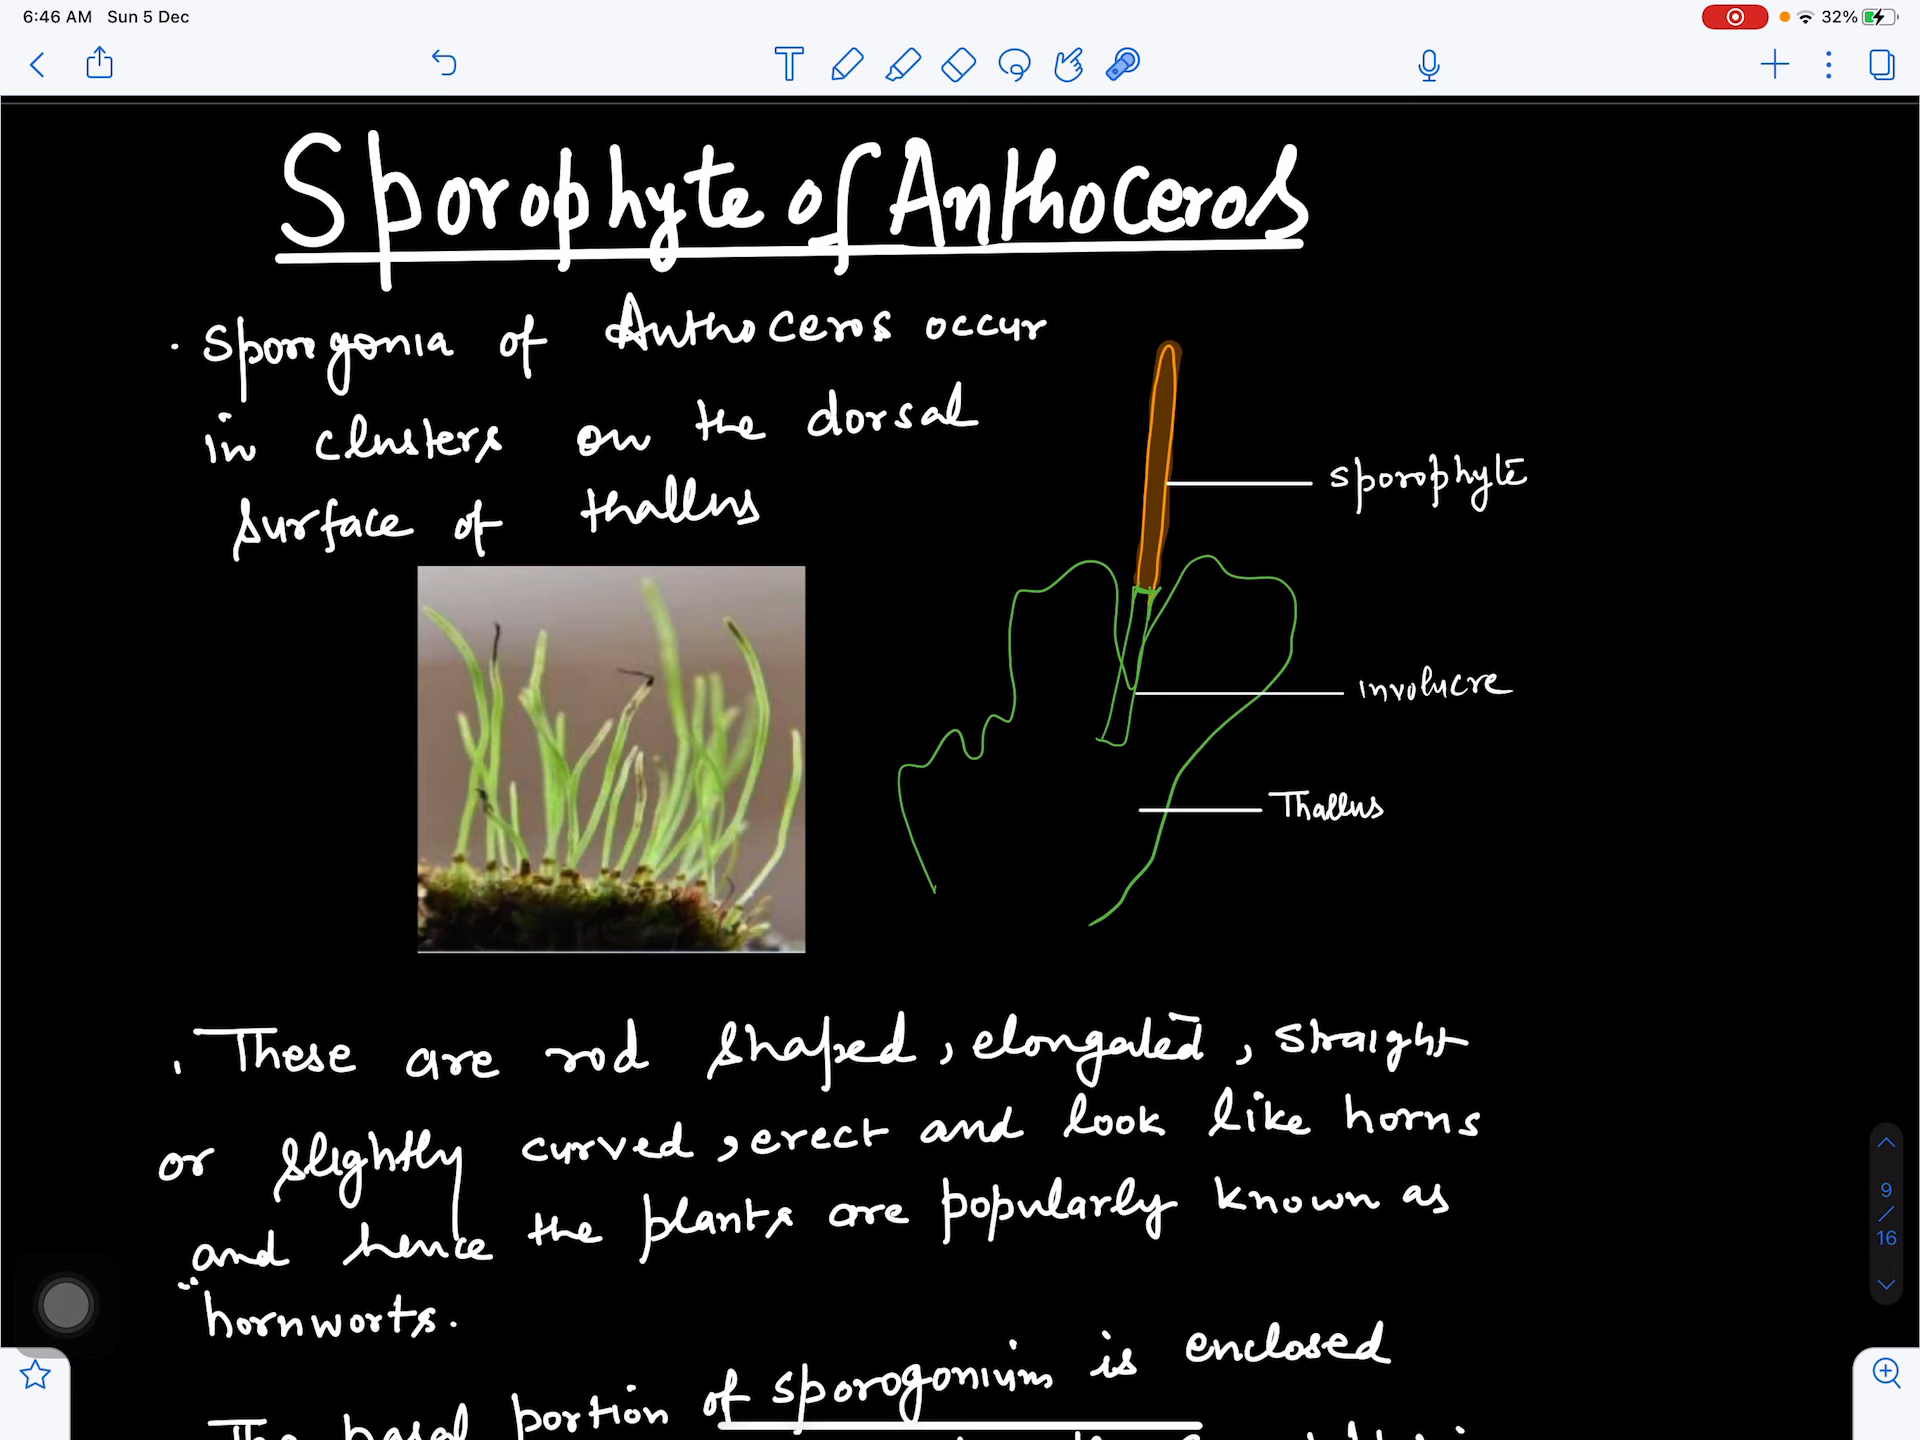 6:46 AM Sun 5 Dec
32%
Sporophyte of Anthoceros
· Sporogonia of Anthoceros occur
in clusters on the dorsal
surface of thallus
sporophyte
involucre
Thallus
. These are rod shaped, elongated, straight
or slightly curved, erect and look like horns
and hence the plants are popularly known as
"hornworts.
The basal portion of sporogonium is enclosed
9
/
16